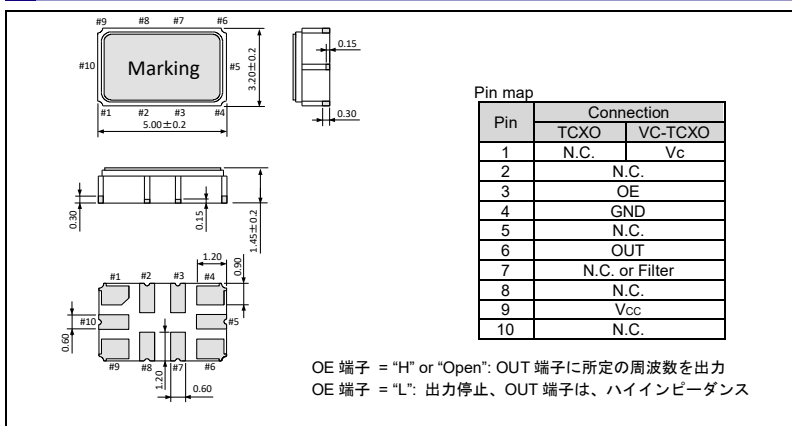 #9 #8 #7 #6
#10 Marking #5
#1 #2 #3 #4
5.00±0.2
3.20±0.2
0.15
0.30
0.30
0.15
1.45±0.2
1.20
0.90
#1 #2 #3 #4
#10 #5
0.60
#9 #8 #7 #6
1.20
0.60
Pin map
Pin Connection
TCXO VC-TCXO
1 N.C. Vc
2 N.C.
3 OE
4 GND
5 N.C.
6 OUT
7 N.C. or Filter
8 N.C.
9 Vcc
10 N.C.
OE 端子 = “H” or “Open”: OUT 端子に所定の周波数を出力
OE 端子 = “L”: 出力停止、OUT 端子は、ハイインピーダンス